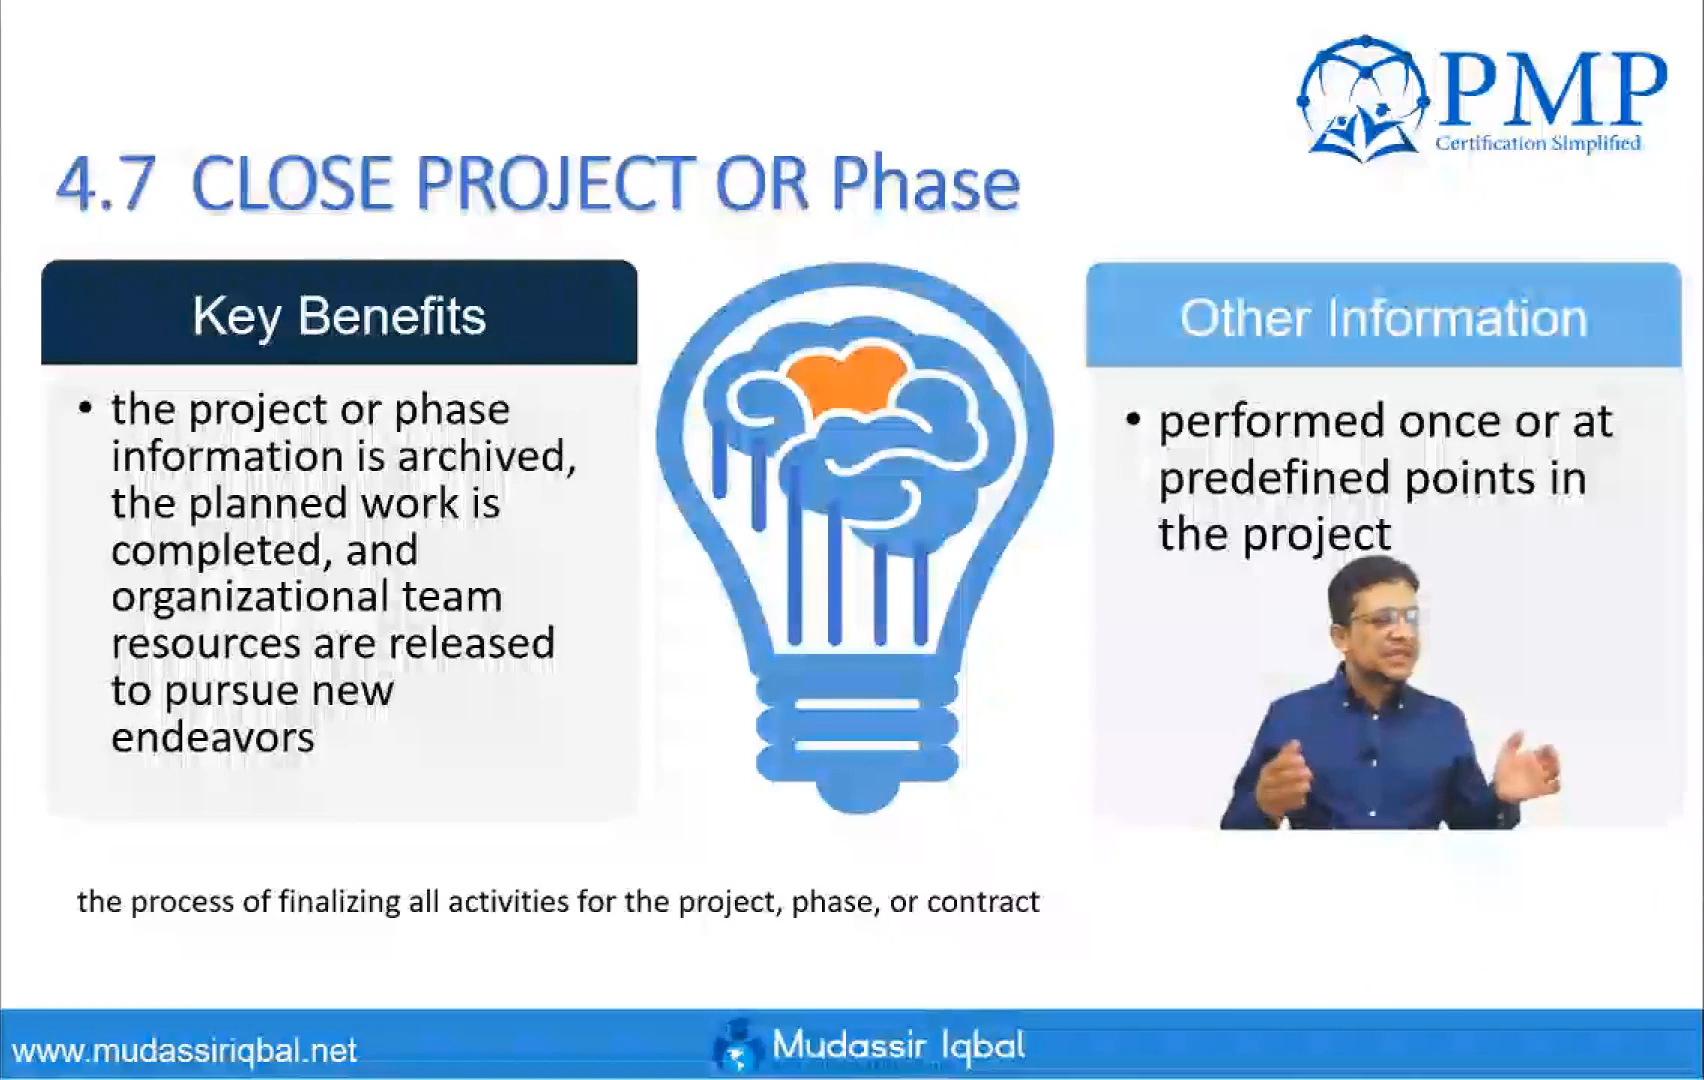 PMP
Certification Simplified
4.7 CLOSE PROJECT OR Phase
Key Benefits
• the project or phase
information is archived,
the planned work is
completed, and
organizational team
resources are released
to pursue new
endeavors
Other Information
• performed once or at
predefined points in
the project
the process of finalizing all activities for the project, phase, or contract
www.mudassiriqbal.net
Mudassir Iqbal